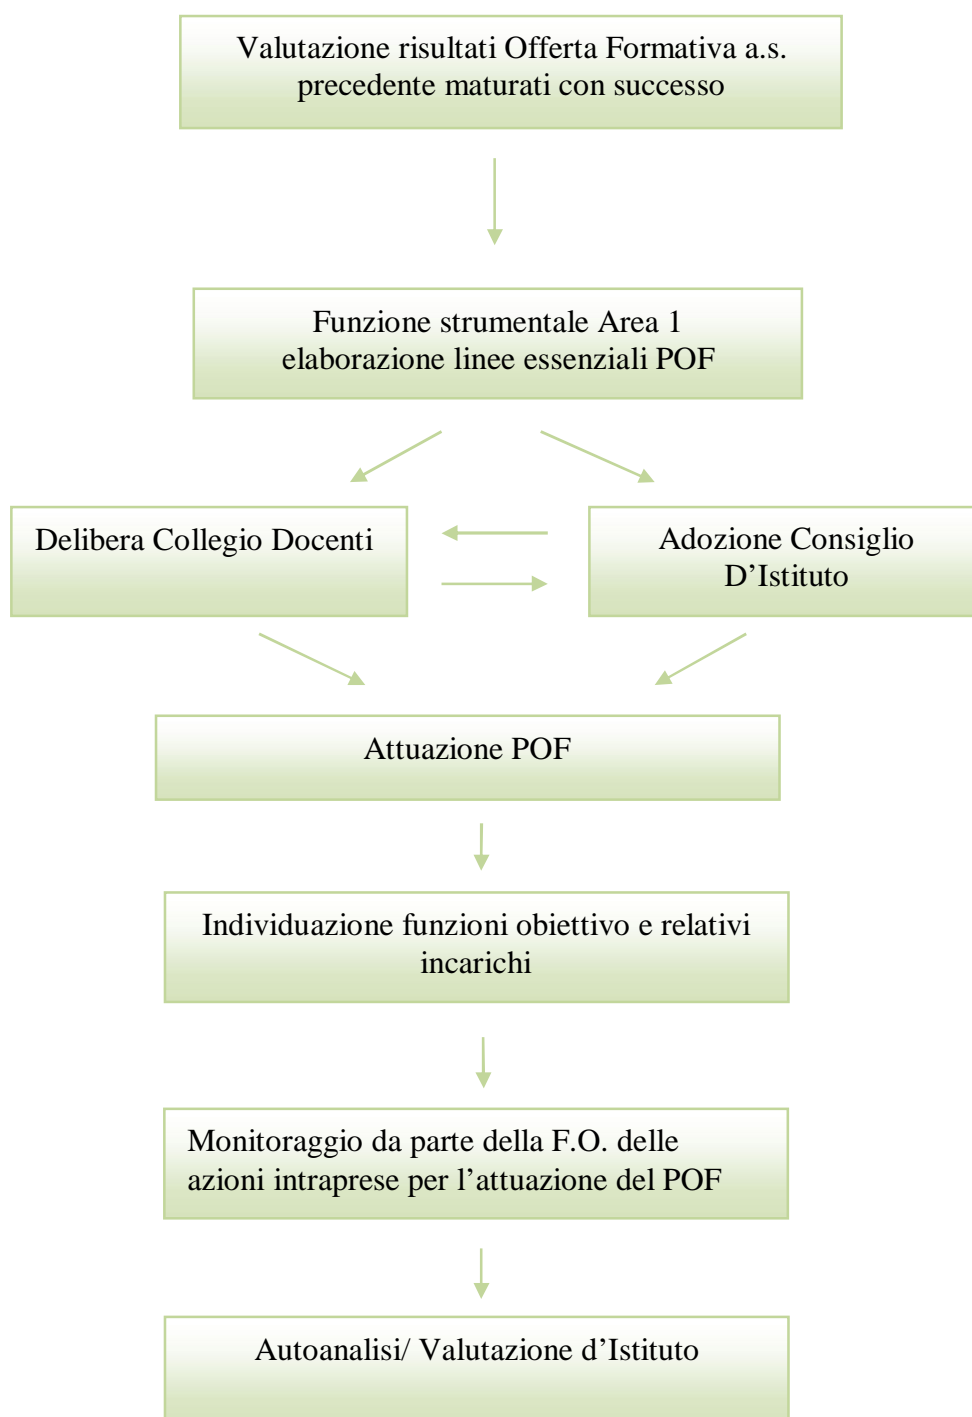 Valutazione risultati Offerta Formativa a.s.
precedente maturati con successo
Funzione strumentale Area 1
elaborazione linee essenziali POF
Delibera Collegio Docenti
Adozione Consiglio
D’Istituto
Attuazione POF
Individuazione funzioni obiettivo e relativi
incarichi
Monitoraggio da parte della F.O. delle
azioni intraprese per l’attuazione del POF
Autoanalisi/ Valutazione d’Istituto